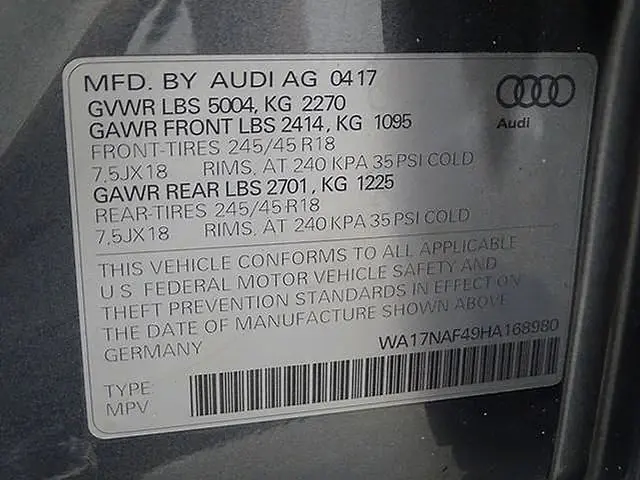 MFD. BY AUDI AG 04 17
GVWR LBS 5004, KG 2270
GAWR FRONT LBS 2414, KG 1095
FRONT-TIRES 245/45 R18
7.5JX18 RIMS, AT 240 KPA 35 PSI COLD
GAWR REAR LBS 2701, KG 1225
REAR-TIRES 245/45 R18
7.5JX18 RIMS, AT 240 KPA 35 PSI COLD
Audi
THIS VEHICLE CONFORMS TO ALL APPLICABLE
U S FEDERAL MOTOR VEHICLE SAFETY AND
THEFT PREVENTION STANDARDS IN EFFECT ON
THE DATE OF MANUFACTURE SHOWN ABOVE
GERMANY
WA17NAF49HA168980
TYPE:
MPV